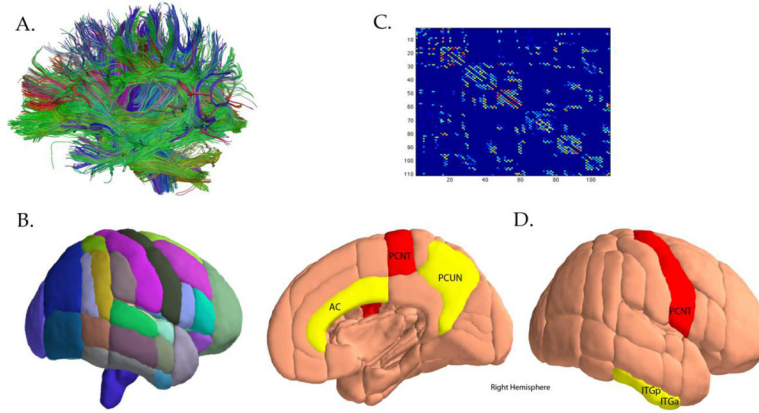 A.
C.
10
20
30
40
50
60
70
80
90
100
110
20 40 60 80 100
B.
D.
PCNT
PCUN
AC
PCNT
Right Hemisphere
ITGp
ITGa